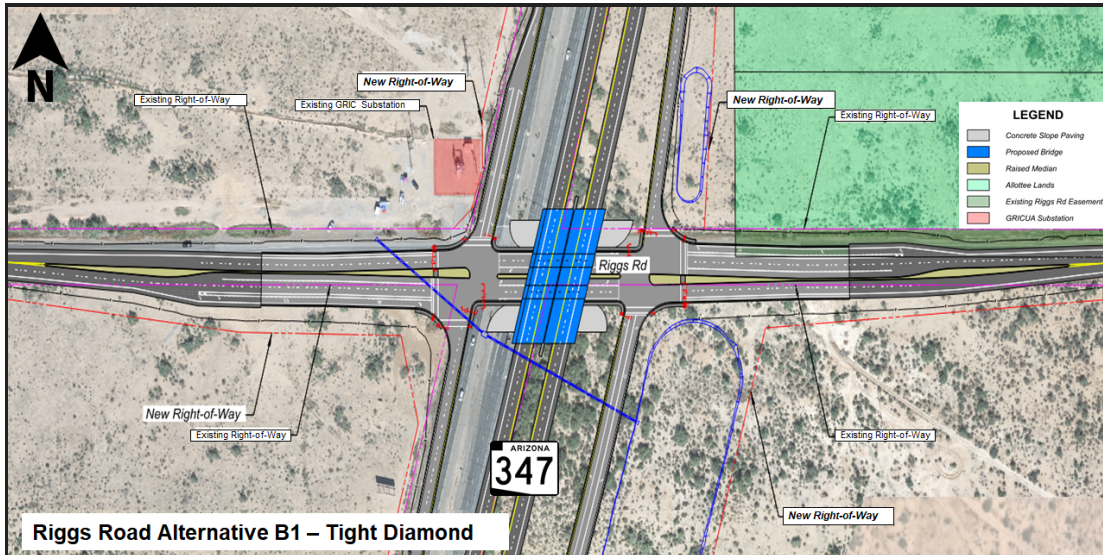 N
New Right-of-Way
Existing Right-of-Way
Existing GRIC Substation
New Right-of-Way
Existing Right-of-Way
LEGEND
Concrete Slope Paving
Proposed Bridge
Raised Median
Allottee Lands
Existing Riggs Rd Easement
GRICUA Substation
Riggs Rd
New Right-of-Way
Existing Right-of-Way
Existing Right-of-Way
ARIZONA
347
New Right-of-Way
Riggs Road Alternative B1 – Tight Diamond